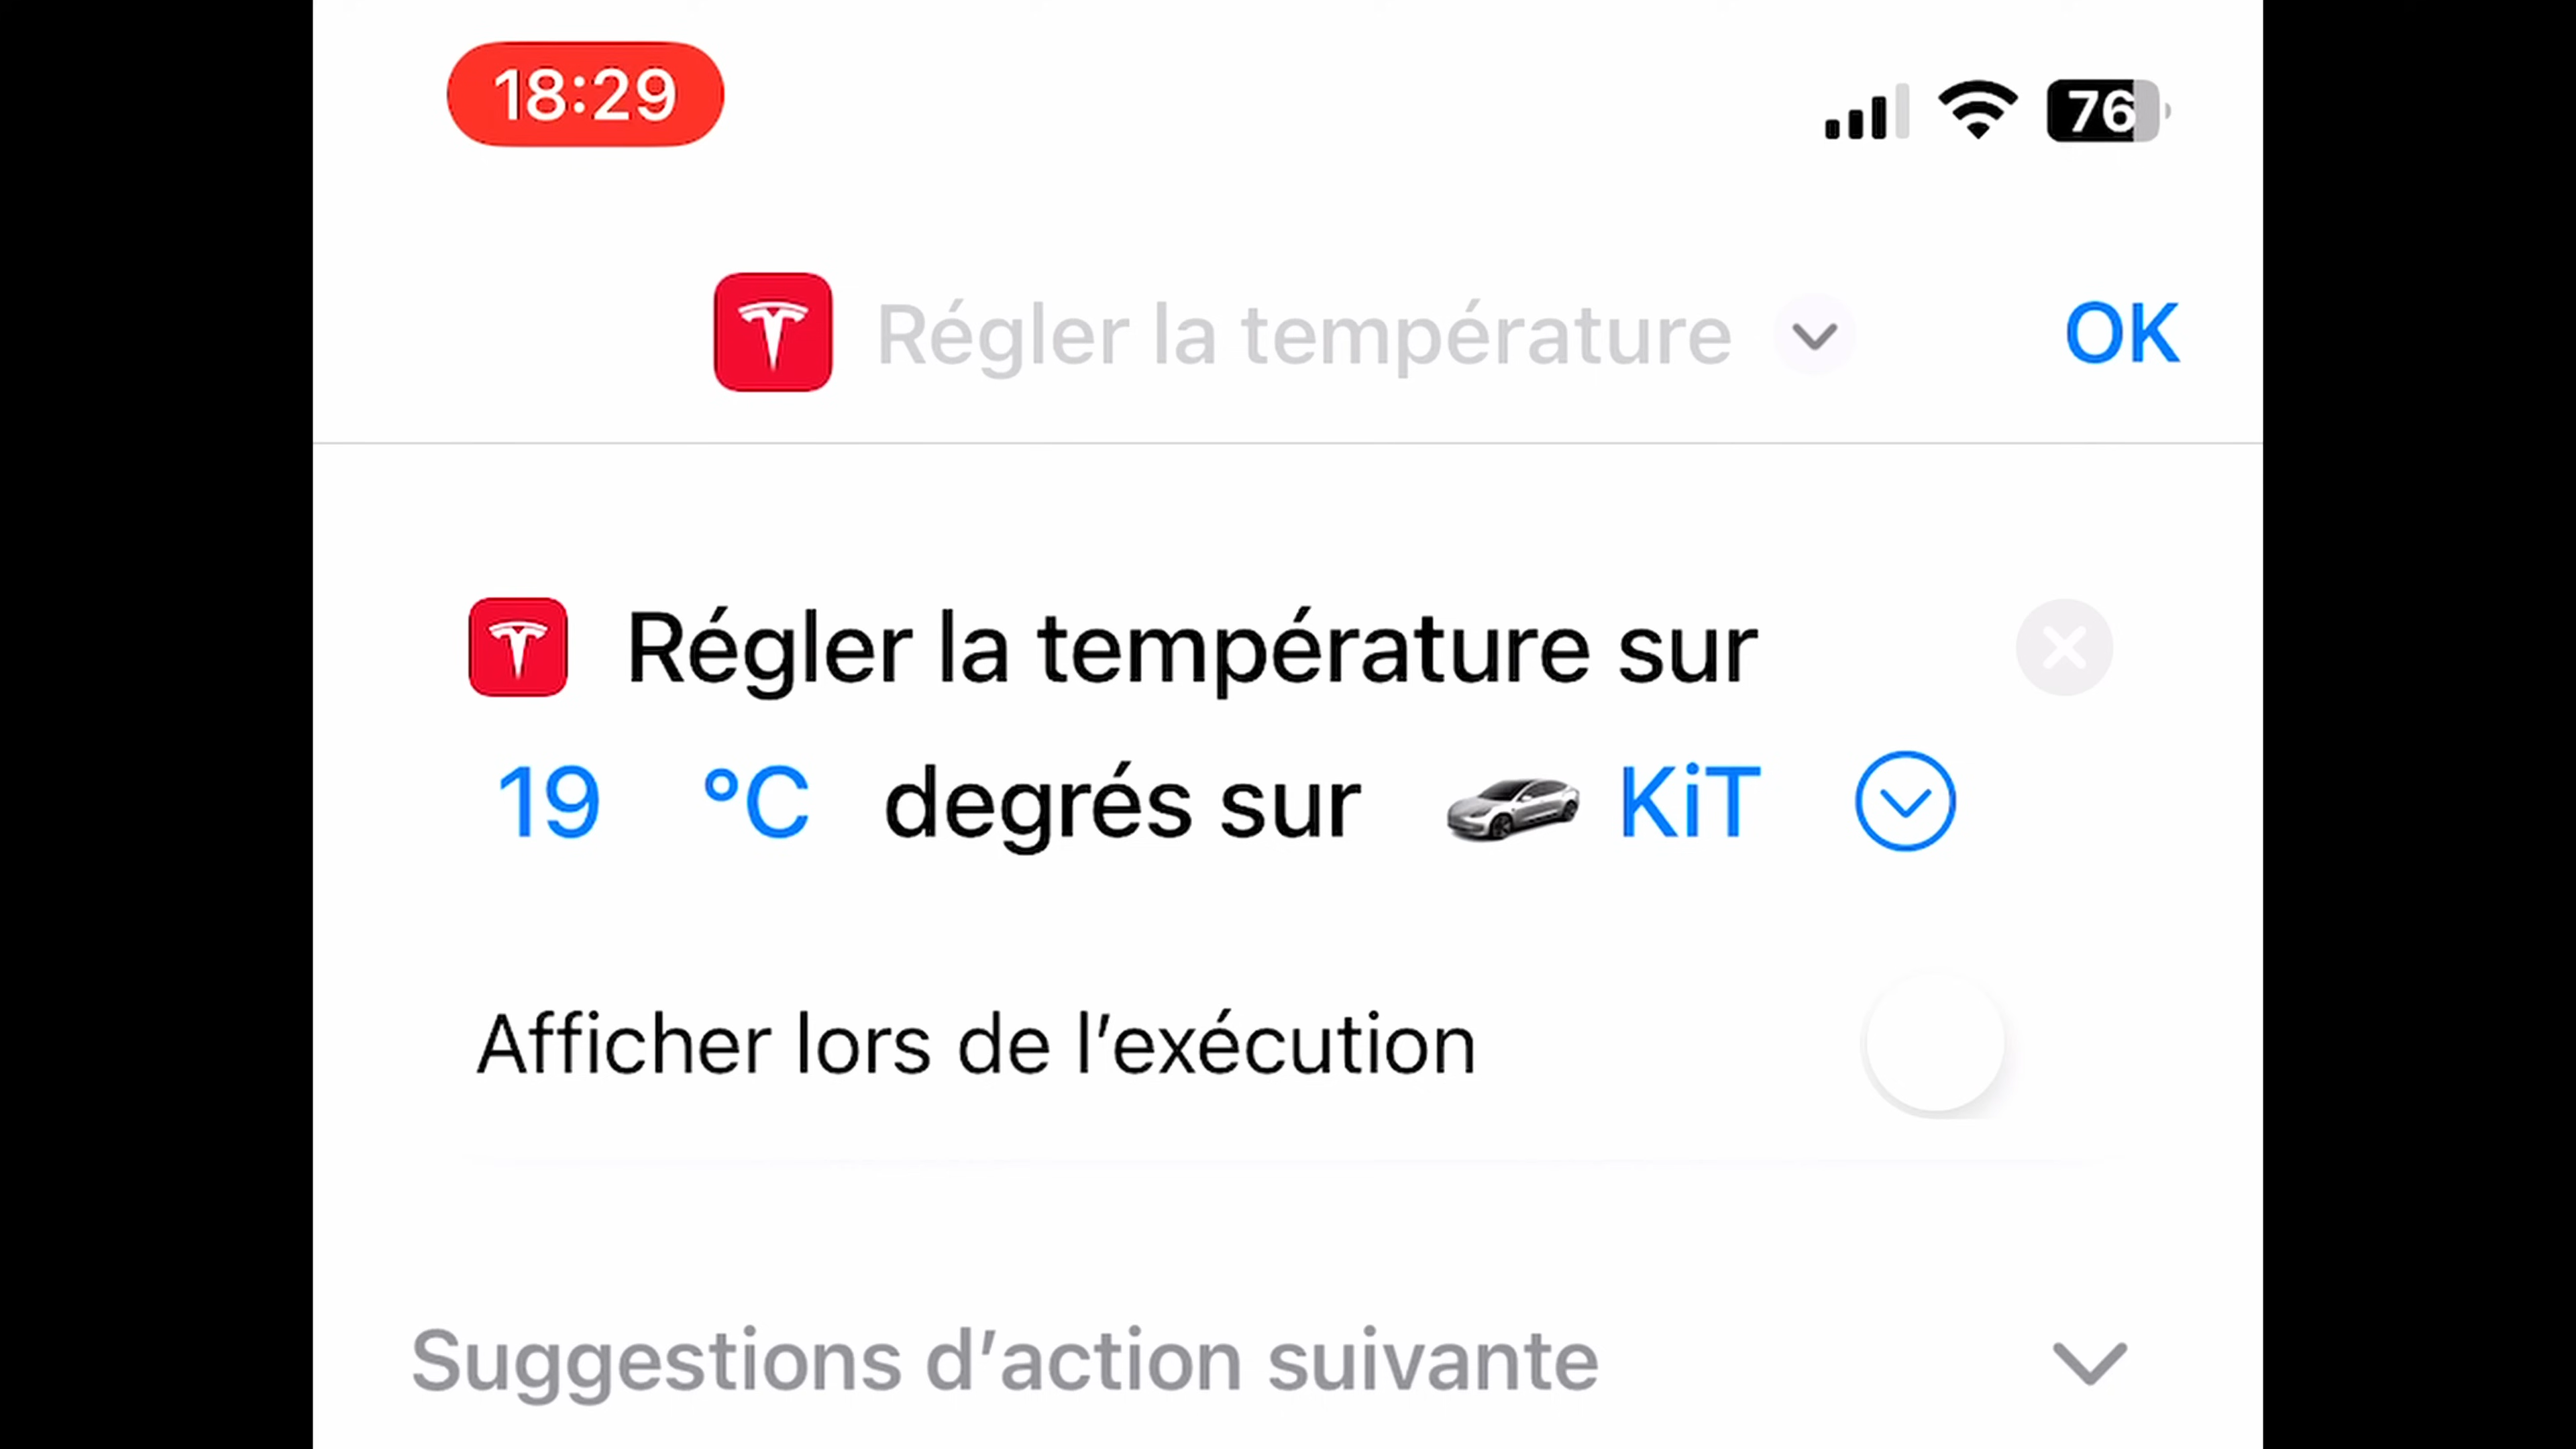 18:29
76
Régler la température
OK
Régler la température sur
19 °C degrés sur KiT
Afficher lors de l’exécution
Suggestions d’action suivante